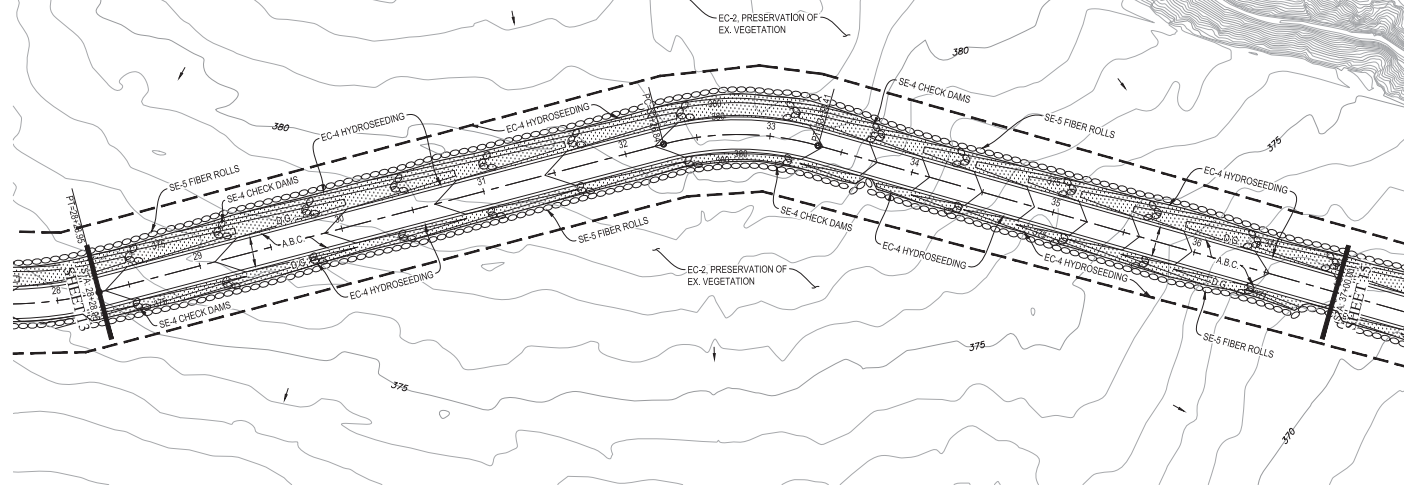 EC-2, PRESERVATION OF
EX. VEGETATION
380
SE-4 CHECK DAMS
380
EC-4 HYDROSEEDING
EC-4 HYDROSEEDING
SE-5 FIBER ROLLS
375
33
32
34
SE-5 FIBER ROLLS
SE-4 CHECK DAMS
31
EC-4 HYDROSEEDING
35
30
D.G.
A.B.C.
29
28
SE-4 CHECK DAMS
SE-5 FIBER ROLLS
EC-4 HYDROSEEDING
EC-4 HYDROSEEDING
36
D.G.
A.B.C.
D.G.
D.G.
EC-2, PRESERVATION OF
EX. VEGETATION
EC-4 HYDROSEEDING
SHEET 13
SHEET 15
SE-4 CHECK DAMS
SE-5 FIBER ROLLS
375
375
370